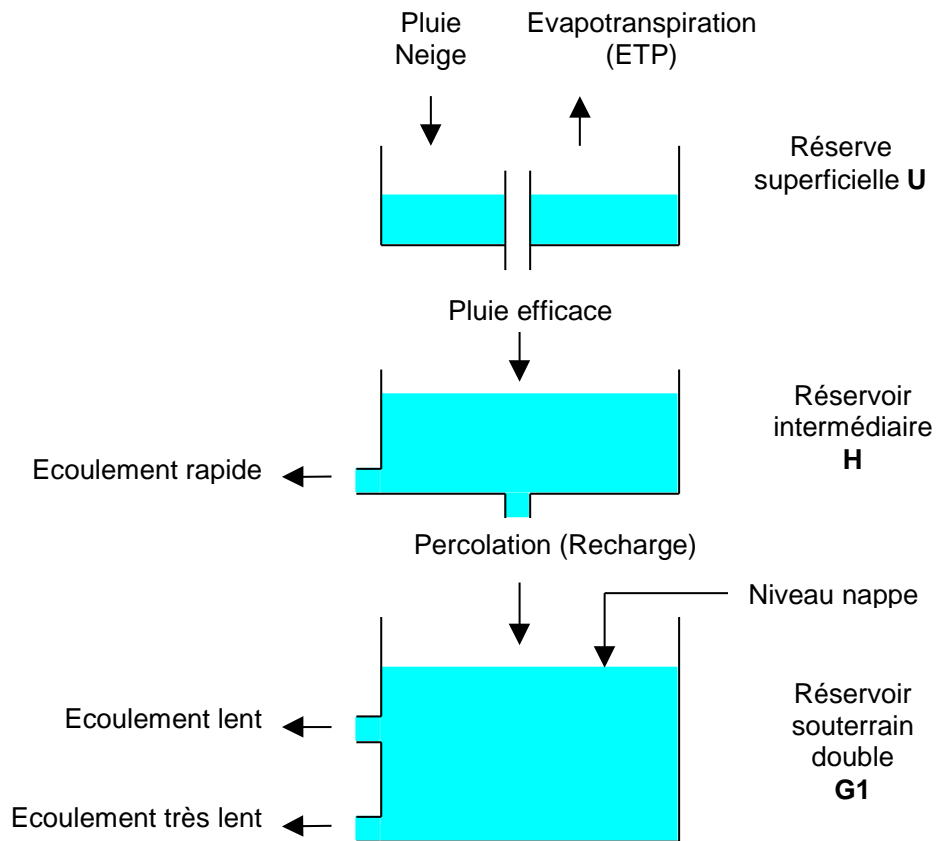 Pluie
Neige
Evapotranspiration
(ETP)
Réserve
superficielle U
Pluie efficace
Réservoir
intermédiaire
H
Ecoulement rapide
Percolation (Recharge)
Niveau nappe
Ecoulement lent
Réservoir
souterrain
double
G1
Ecoulement très lent